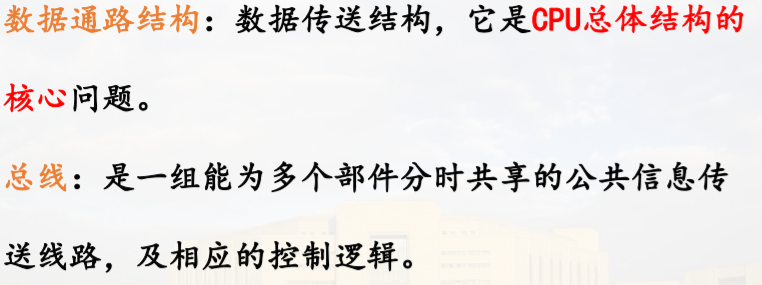 数据通路结构：数据传送结构，它是CPU总体结构的
核心问题。
总线：是一组能为多个部件分时共享的公共信息传
送线路，及相应的控制逻辑。